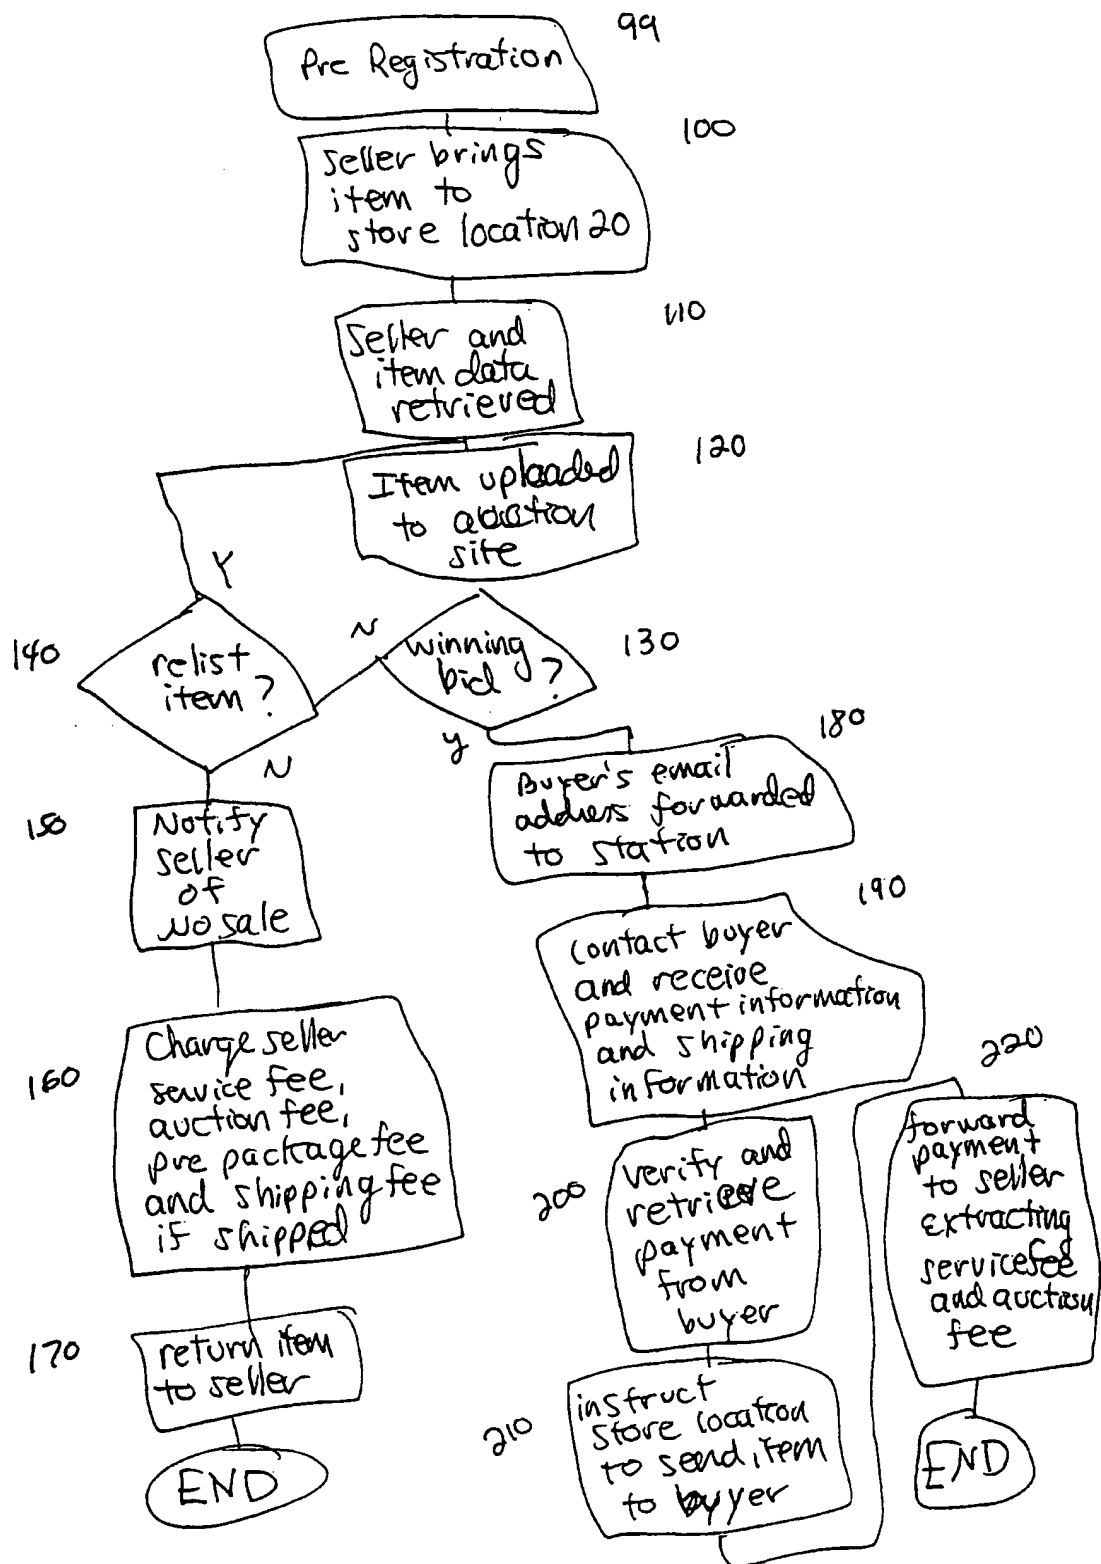 99
Pre Registration
100
Seller brings
item to
store location 20
110
Seller and
item data
retrieved
120
Item uploaded
to auction
site
Y
140
relist
item?
N
winning
bid?
130
N
y
180
Buyer's email
address forwarded
to station
150
Notify
seller
of
No sale
190
Contact buyer
and receive
payment information
and shipping
information
160
Charge seller
service fee,
auction fee,
pre package fee
and shipping fee
if shipped
200
verify and
retrieve
payment
from
buyer
220
forward
payment
to seller
extracting
service fee
and auction
fee
170
return item
to seller
210
instruct
store location
to send item
to buyer
END
END